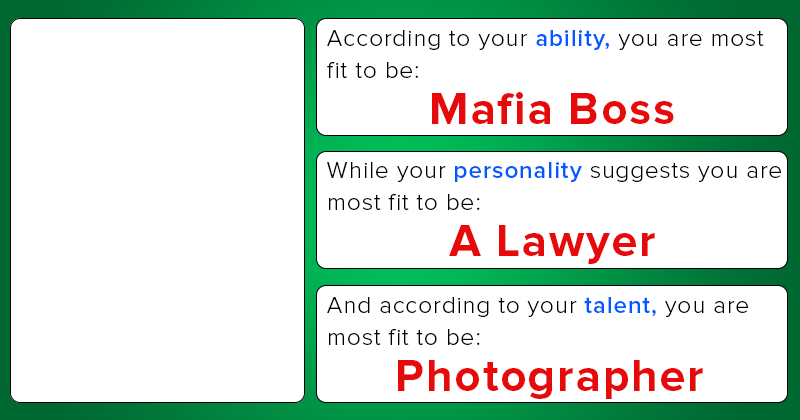 According to your ability, you are most
fit to be:
Mafia Boss
While your personality suggests you are
most fit to be:
A Lawyer
And according to your talent, you are
most fit to be:
Photographer